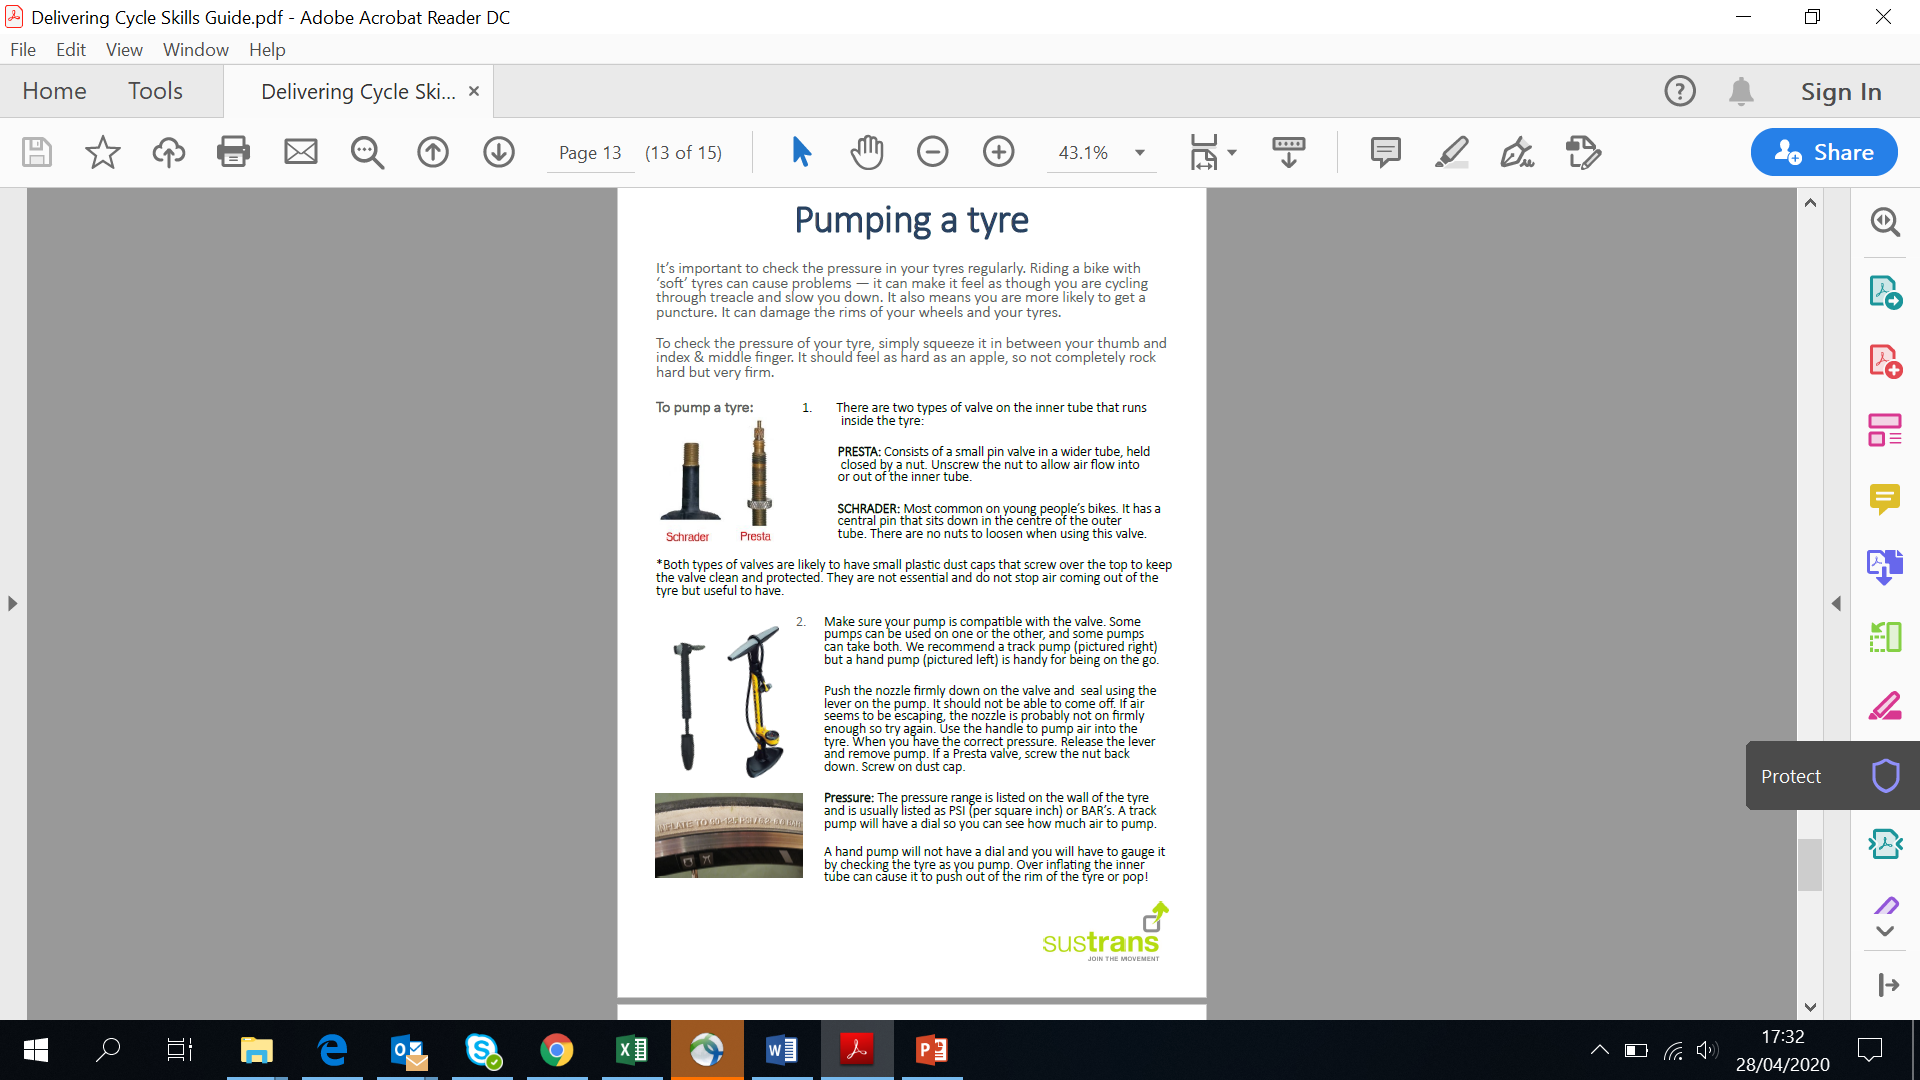 Delivering Cycle Skills Guide.pdf - Adobe Acrobat Reader DC
File Edit View Window Help
Home Tools Delivering Cycle Ski... × Sign In
Page 13 (13 of 15) 43.1% Share
Pumping a tyre
It’s important to check the pressure in your tyres regularly. Riding a bike with
‘soft’ tyres can cause problems — it can make it feel as though you are cycling
through treacle and slow you down. It also means you are more likely to get a
puncture. It can damage the rims of your wheels and your tyres.
To check the pressure of your tyre, simply squeeze it in between your thumb and
index & middle finger. It should feel as hard as an apple, so not completely rock
hard but very firm.
To pump a tyre:
1. There are two types of valve on the inner tube that runs
inside the tyre:
PRESTA: Consists of a small pin valve in a wider tube, held
closed by a nut. Unscrew the nut to allow air flow into
or out of the inner tube.
SCHRADER: Most common on young people’s bikes. It has a
central pin that sits down in the centre of the outer
tube. There are no nuts to loosen when using this valve.
Schrader Presta
*Both types of valves are likely to have small plastic dust caps that screw over the top to keep
the valve clean and protected. They are not essential and do not stop air coming out of the
tyre but useful to have.
2. Make sure your pump is compatible with the valve. Some
pumps can be used on one or the other, and some pumps
can take both. We recommend a track pump (pictured right)
but a hand pump (pictured left) is handy for being on the go.
Push the nozzle firmly down on the valve and seal using the
lever on the pump. It should not be able to come off. If air
seems to be escaping, the nozzle is probably not on firmly
enough so try again. Use the handle to pump air into the
tyre. When you have the correct pressure. Release the lever
and remove pump. If a Presta valve, screw the nut back
down. Screw on dust cap.
Pressure: The pressure range is listed on the wall of the tyre
and is usually listed as PSI (per square inch) or BAR’s. A track
pump will have a dial so you can see how much air to pump.
A hand pump will not have a dial and you will have to gauge it
by checking the tyre as you pump. Over inflating the inner
tube can cause it to push out of the rim of the tyre or pop!
INFLATE TO
sustrans
JOIN THE MOVEMENT
Protect
17:32
28/04/2020